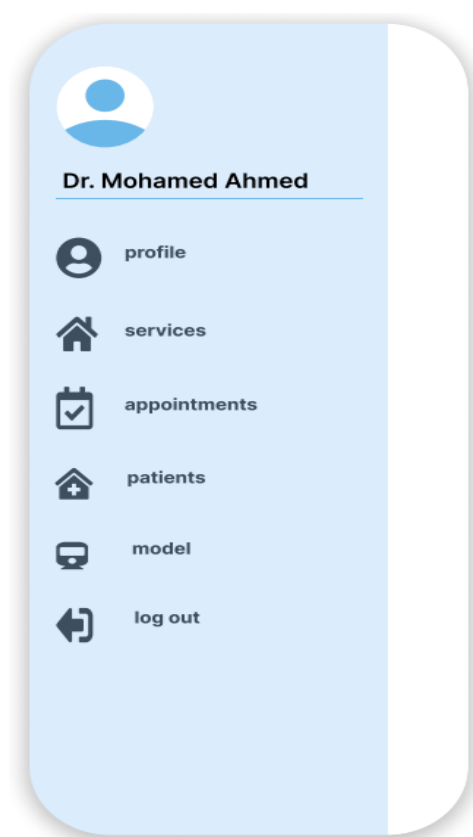 Dr. Mohamed Ahmed
profile
services
appointments
patients
model
log out